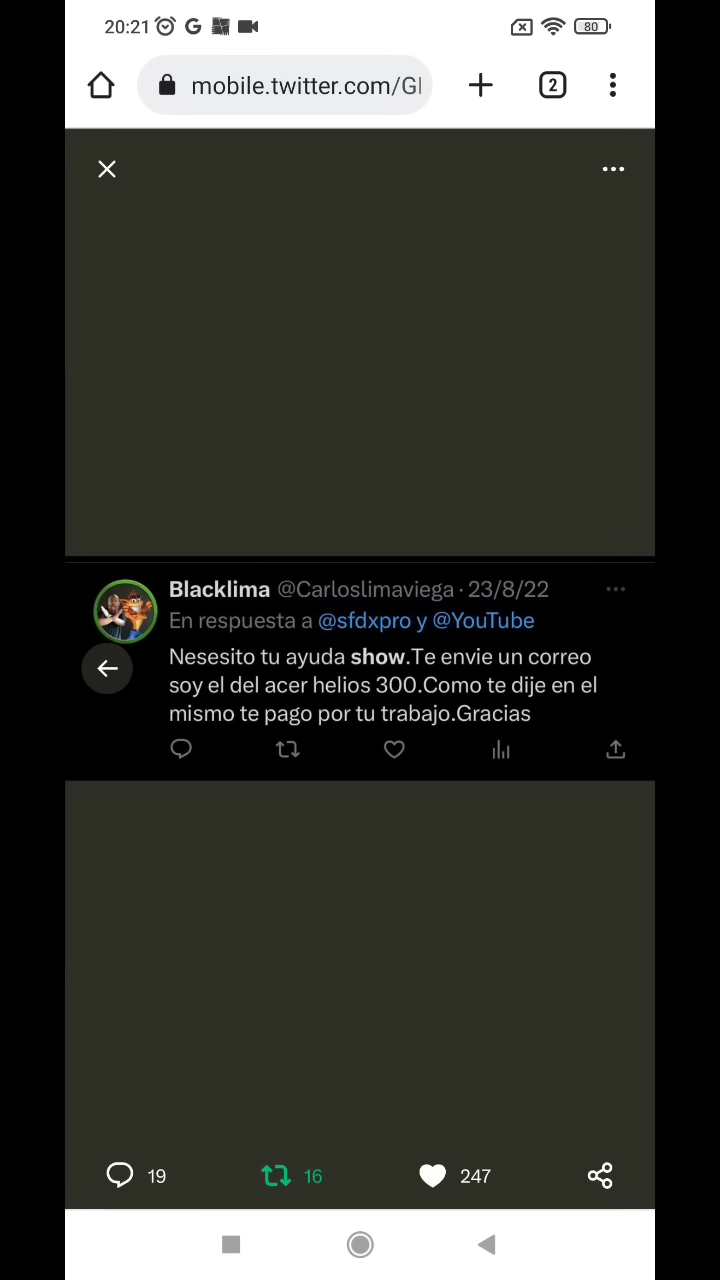 20:21 G 80
mobile.twitter.com/Gl 2
Blacklima @Carloslimaviega · 23/8/22
En respuesta a @sfdxpro y @YouTube
Nesesito tu ayuda show.Te envie un correo
soy el del acer helios 300.Como te dije en el
mismo te pago por tu trabajo.Gracias
19 16 247